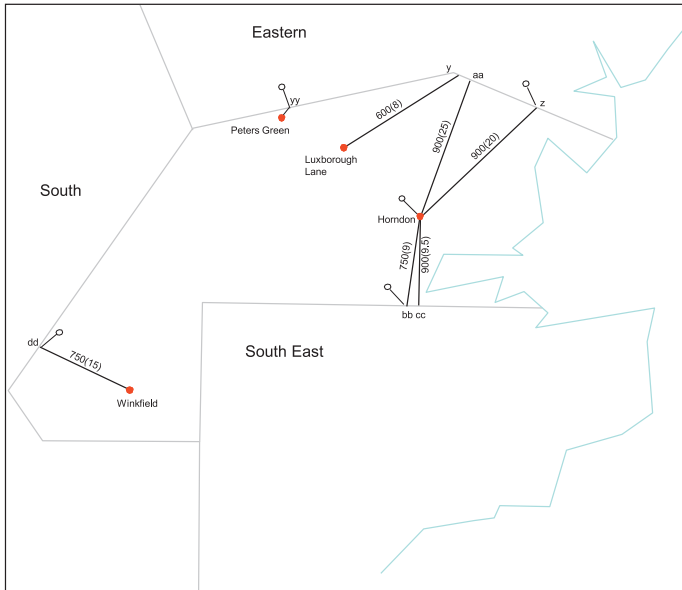 Eastern
y
aa
yy
z
600(8)
Peters Green
900(25)
900(20)
Luxborough
Lane
South
Horndon
750(9)
900(9.5)
bb cc
dd
South East
750(15)
Winkfield